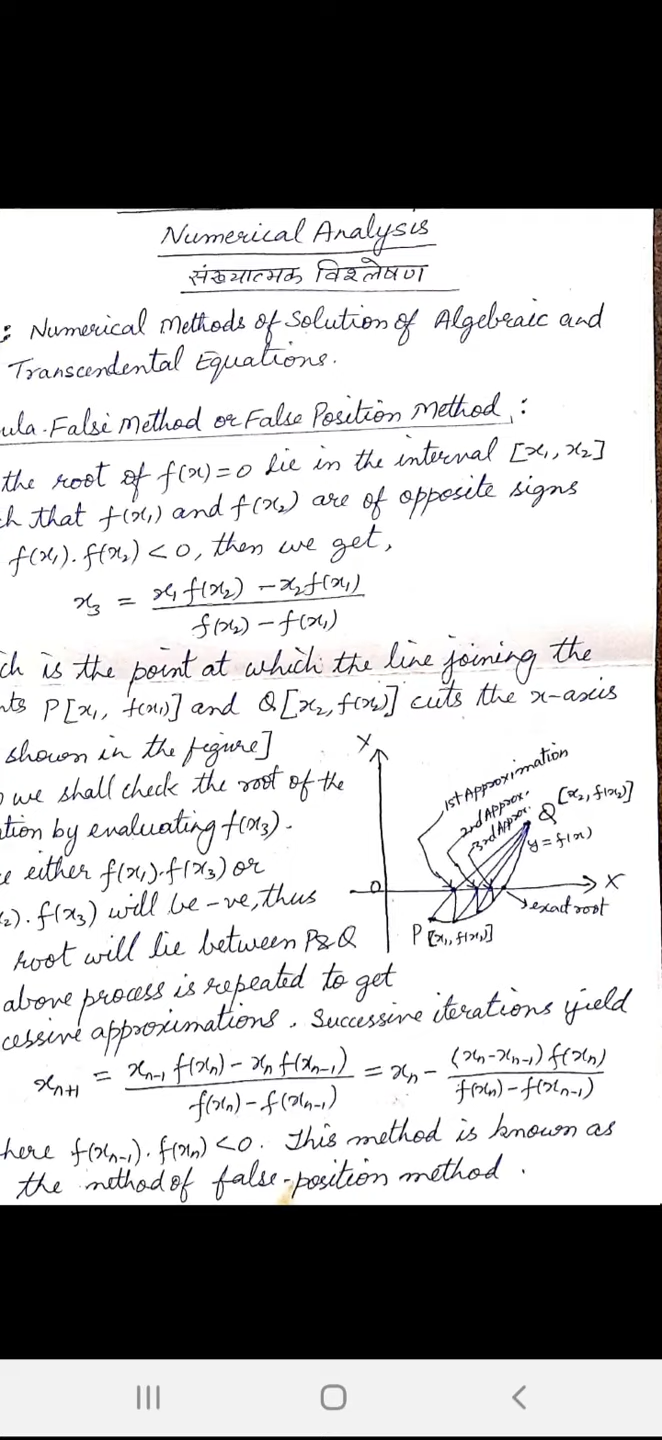 Numerical Analysis
संख्यात्मक विश्लेषण
: Numerical Methods of Solution of Algebraic and
Transcendental Equations.
ula-False Method or False Position Method :
the root of f(x)=0 lie in the interval [x₁, x₂]
ch that f(x₁) and f(x₂) are of opposite signs
f(x₁).f(x₂) < 0, then we get,
x₃ = x₁f(x₂) - x₂f(x₁) / f(x₂) - f(x₁)
ich is the point at which the line joining the
nts P[x₁, f(x₁)] and Q[x₂, f(x₂)] cuts the x-axis
shown in the figure]
we shall check the root of the
tion by evaluating f(x₃).
e either f(x₁).f(x₃) or
₂).f(x₃) will be -ve, thus
root will lie between P&Q
above process is repeated to get
cessive approximations. Successive iterations yield
Y
1st Approximation
2nd Approx.
3rd Approx.
Q [x₂, f(x₂)]
y=f(x)
O
X
exact root
P [x₁, f(x₁)]
xₙ₊₁ = xₙ₋₁ f(xₙ) - xₙ f(xₙ₋₁) / f(xₙ) - f(xₙ₋₁) = xₙ - (xₙ - xₙ₋₁) f(xₙ) / f(xₙ) - f(xₙ₋₁)
here f(xₙ₋₁).f(xₙ) < 0. This method is known as
the method of false-position method.